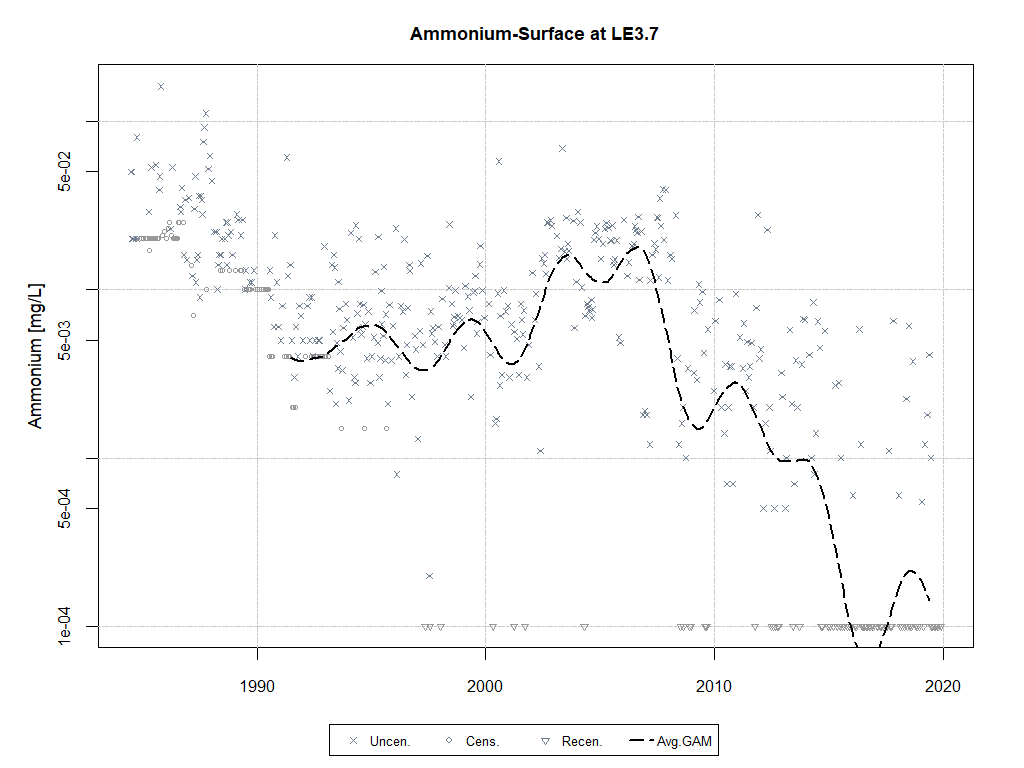 Ammonium-Surface at LE3.7
Ammonium [mg/L]
5e-02
5e-03
5e-04
1e-04
1990
2000
2010
2020
Uncen.
Cens.
Recen.
Avg.GAM